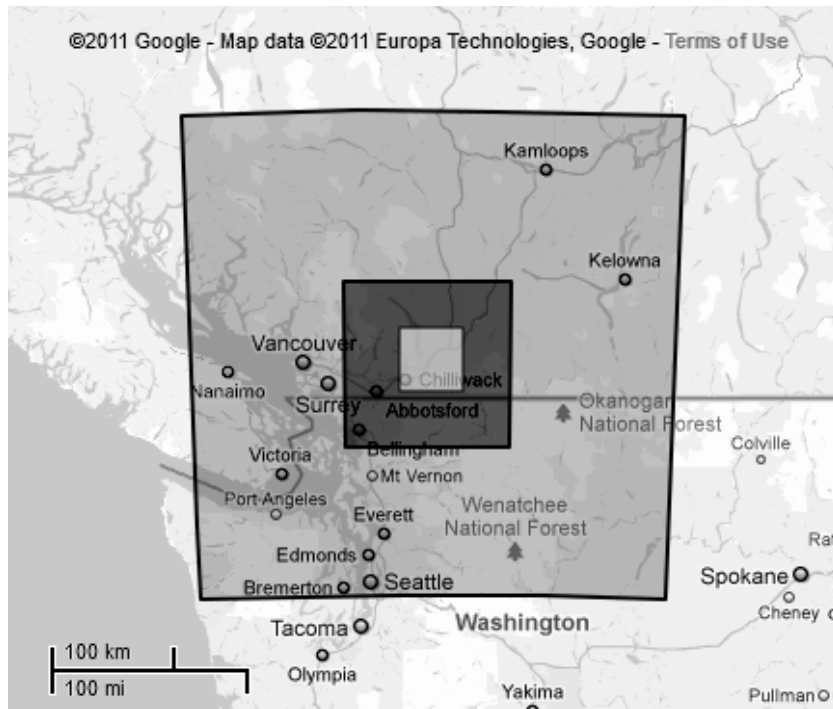 ©2011 Google - Map data ©2011 Europa Technologies, Google - Terms of Use
Kamloops
Kelowna
Vancouver
Chilliwack
Nanaimo
Surrey
Abbotsford
Okanogan
National Forest
Bellingham
Colville
Victoria
Mt Vernon
Port-Angeles
Wenatchee
National Forest
Everett
Rat
Edmonds
Spokane
Bremerton
Seattle
Cheney
Washington
Tacoma
100 km
Olympia
100 mi
Yakima
Pullman